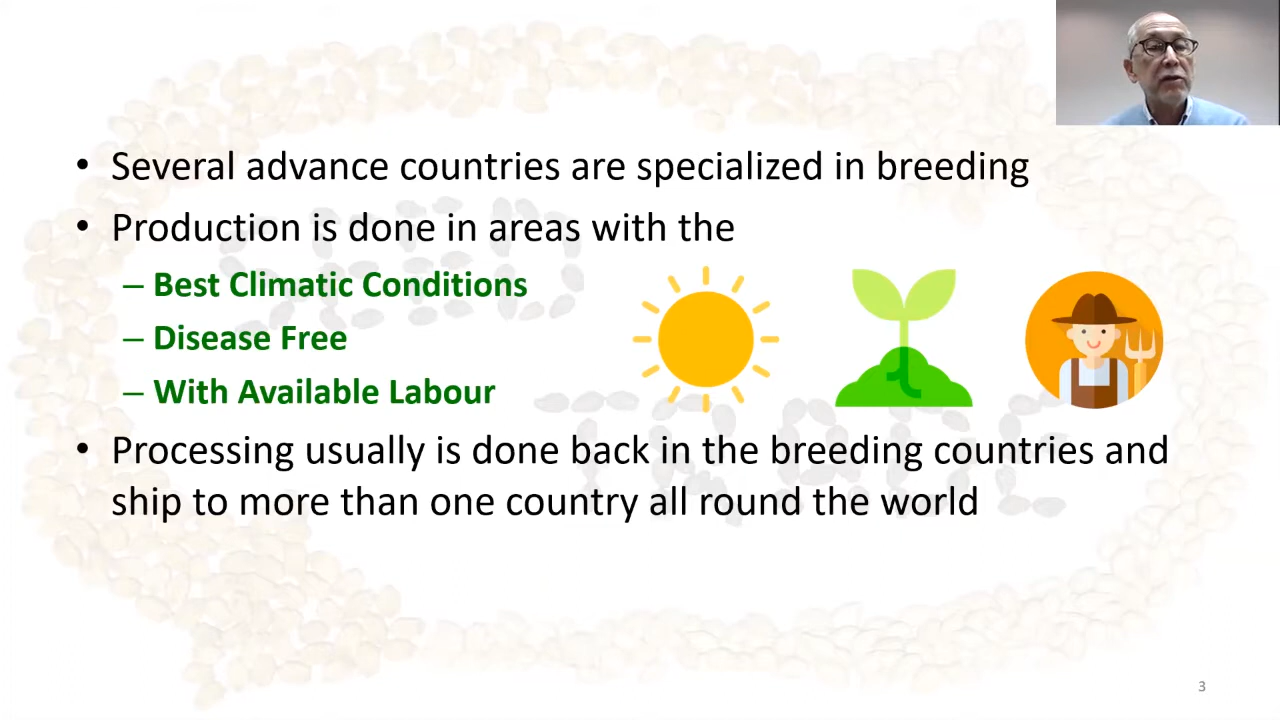 • Several advance countries are specialized in breeding
• Production is done in areas with the
– Best Climatic Conditions
– Disease Free
– With Available Labour
• Processing usually is done back in the breeding countries and
ship to more than one country all round the world
SEED
TRADE
3